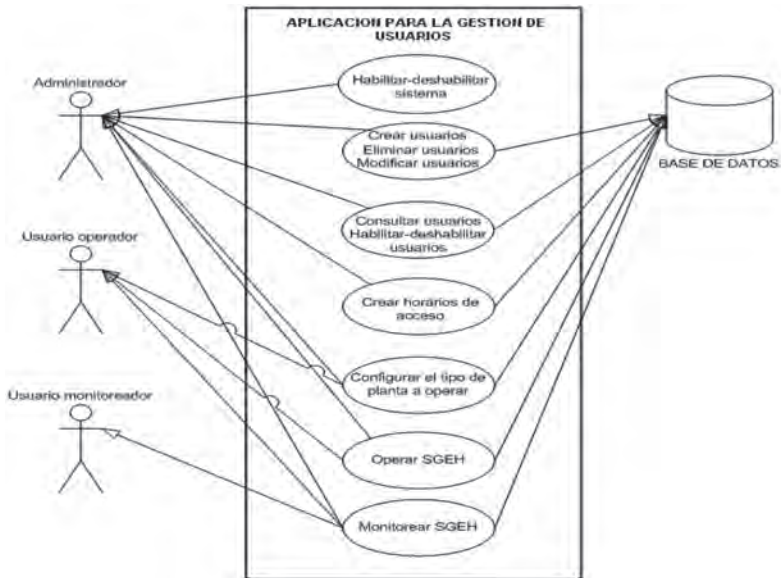 APLICACION PARA LA GESTION DE
USUARIOS
Administrador
Habilitar-deshabilitar
sistema
Crear usuarios
Eliminar usuarios
Modificar usuarios
BASE DE DATOS
Consultar usuarios
Habilitar-deshabilitar
usuarios
Usuario operador
Crear horários de
acceso
Configurar el tipo de
planta a operar
Usuario monitoreador
Operar SGEH
Monitorear SGEH